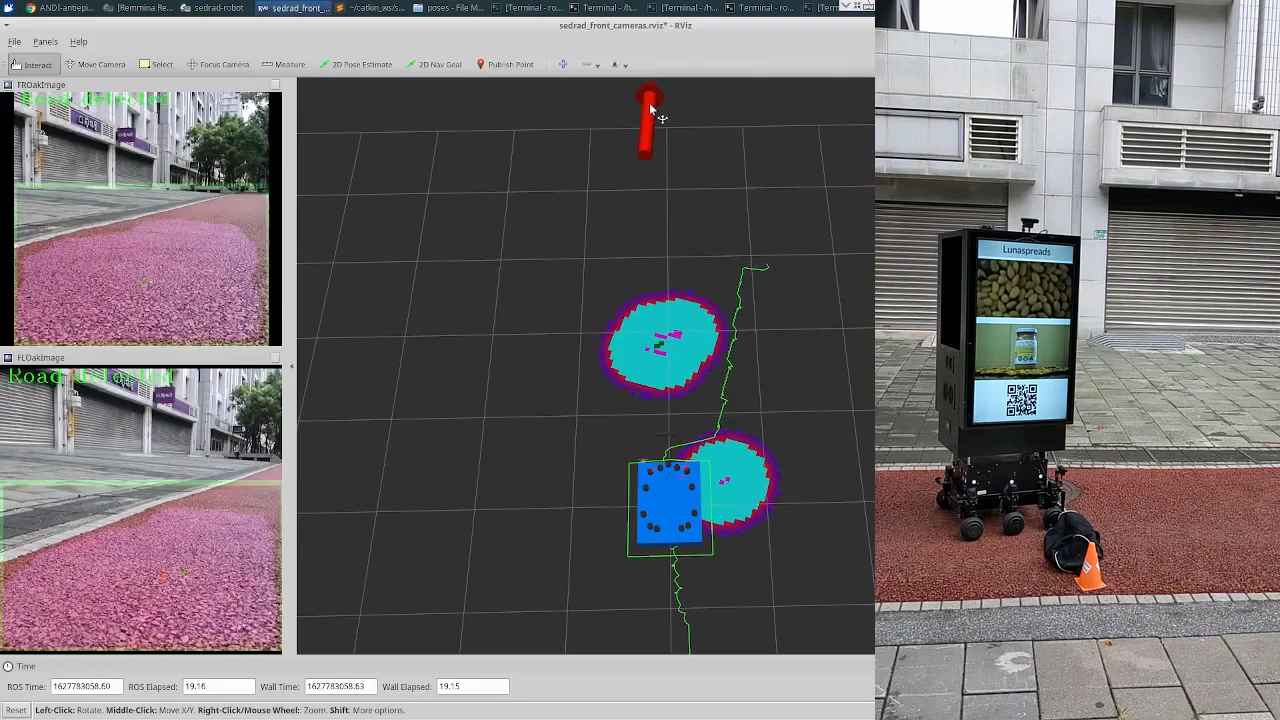 ANDI-anrep...
[Remmina Re...
sedrad-robot
sedrad_front_...
~/catkin_ws/s...
poses - File M...
[Terminal - ro...
[Terminal - /h...
[Terminal - ro...
[Terminal - ro...
sedrad_front_cameras.rviz* - RViz
File Panels Help
Interact Move Camera Select Focus Camera Measure 2D Pose Estimate 2D Nav Goal Publish Point
FROakImage
Road detected
FLOakImage
Road
Lunaspreads
Time
ROS Time: 1627783058.60 ROS Elapsed: 19.16 Wall Time: 1627783058.63 Wall Elapsed: 19.15
Reset Left-Click: Rotate. Middle-Click: Move X/Y. Right-Click/Mouse Wheel: Zoom. Shift: More options.